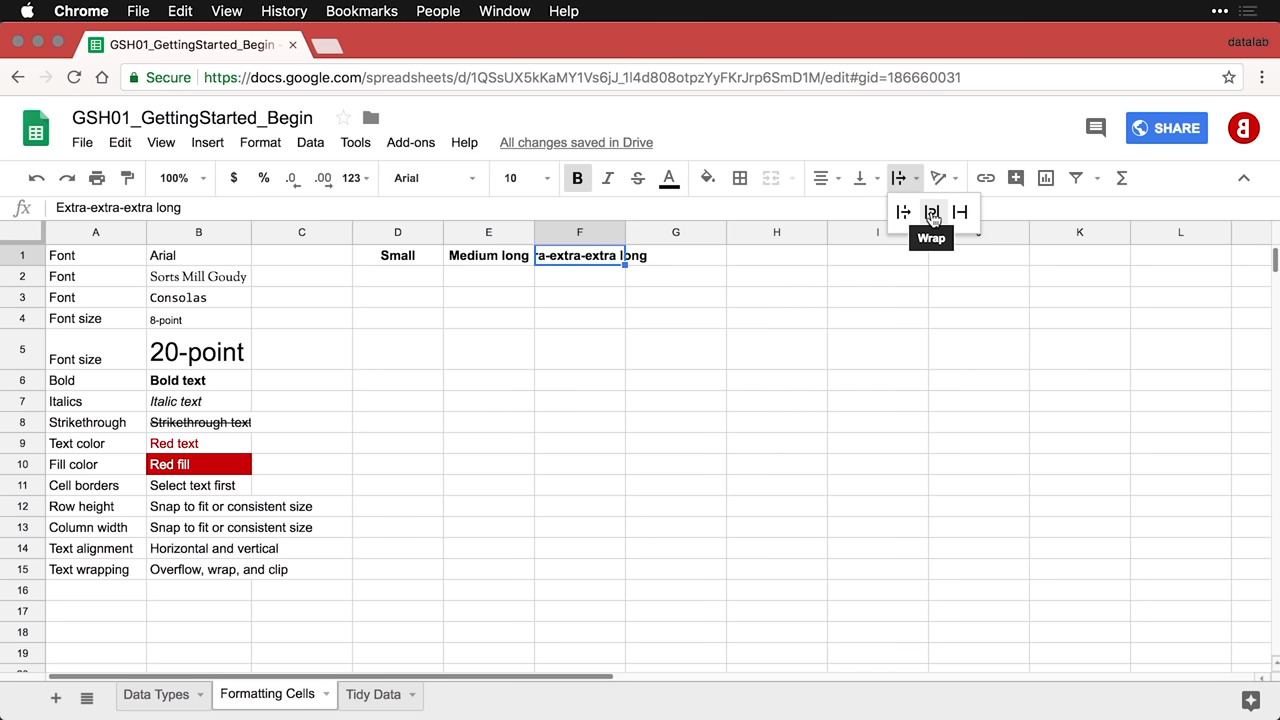 Chrome File Edit View History Bookmarks People Window Help
GSH01_GettingStarted_Begin - datalab
Secure https://docs.google.com/spreadsheets/d/1QSsUX5kKaMY1Vs6jJ_1l4d808otpzYyFKrJrp6SmD1M/edit#gid=186660031
GSH01_GettingStarted_Begin
SHARE
File Edit View Insert Format Data Tools Add-ons Help All changes saved in Drive
100% $ % .0 .00 123 Arial 10 B I S A Σ
fx Extra-extra-extra long
Wrap
A B C D E F G H I J K L
1 Font Arial Small Medium long ra-extra-extra long
2 Font Sorts Mill Goudy
3 Font Consolas
4 Font size 8-point
5 Font size 20-point
6 Bold Bold text
7 Italics Italic text
8 Strikethrough Strikethrough text
9 Text color Red text
10 Fill color Red fill
11 Cell borders Select text first
12 Row height Snap to fit or consistent size
13 Column width Snap to fit or consistent size
14 Text alignment Horizontal and vertical
15 Text wrapping Overflow, wrap, and clip
16
17
18
19
+ Data Types Formatting Cells Tidy Data